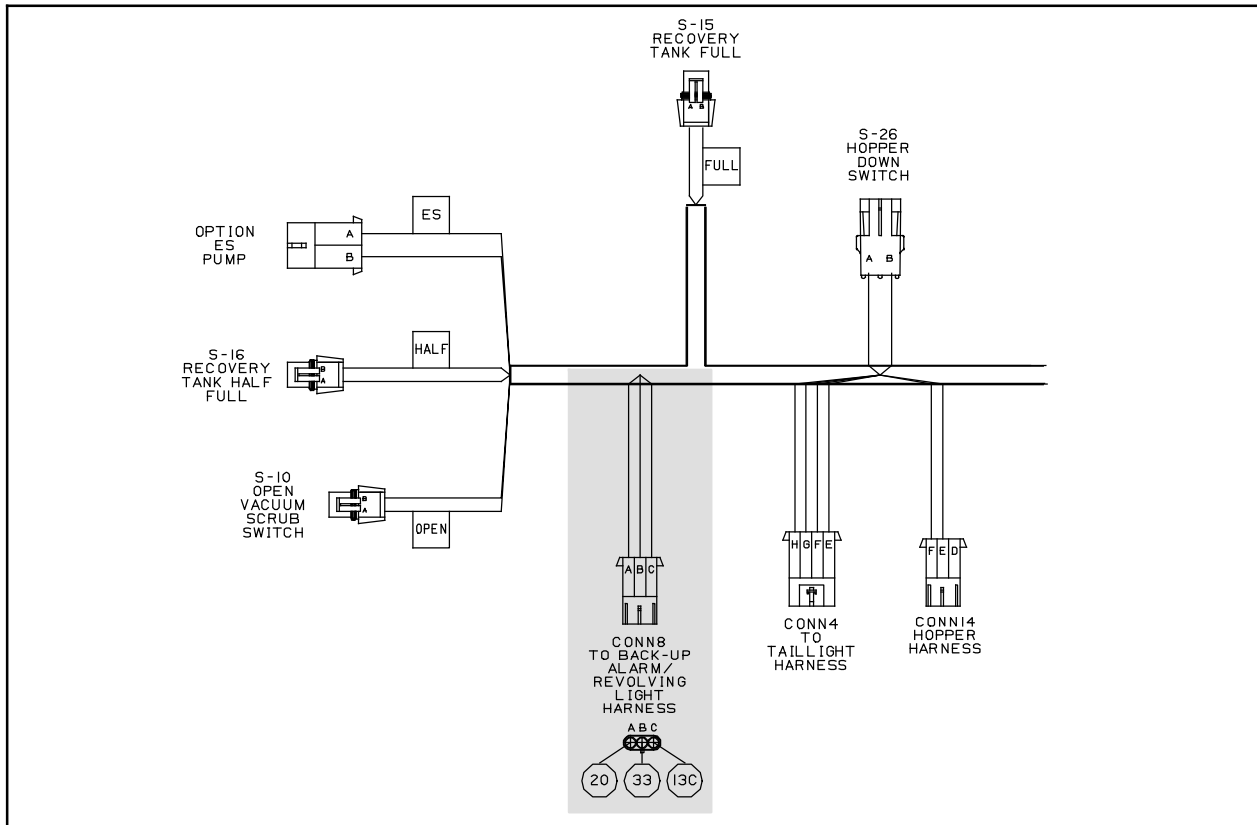 S-15
RECOVERY
TANK FULL
A B
FULL
S-26
HOPPER
DOWN
SWITCH
A B
OPTION
ES
PUMP
A
B
ES
S-16
RECOVERY
TANK HALF
FULL
B
A
HALF
S-10
OPEN
VACUUM
SCRUB
SWITCH
B
A
OPEN
A B C
CONN8
TO BACK-UP
ALARM/
REVOLVING
LIGHT
HARNESS
A B C
20 33 13C
H G F E
CONN4
TO
TAILLIGHT
HARNESS
F E D
CONN14
HOPPER
HARNESS